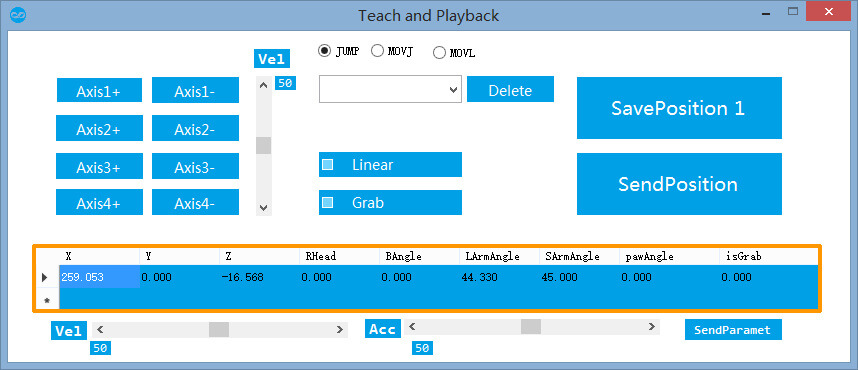 Teach and Playback
Vel
50
JUMP MOVJ MOVL
Axis1+ Axis1-
Axis2+ Axis2-
Axis3+ Axis3-
Axis4+ Axis4-
Delete
Linear
Grab
SavePosition 1
SendPosition
X Y Z RHead BAngle LArmAngle SArmAngle pawAngle isGrab
259.053 0.000 -16.568 0.000 0.000 44.330 45.000 0.000 0.000
*
Vel
50
Acc
50
SendParamet